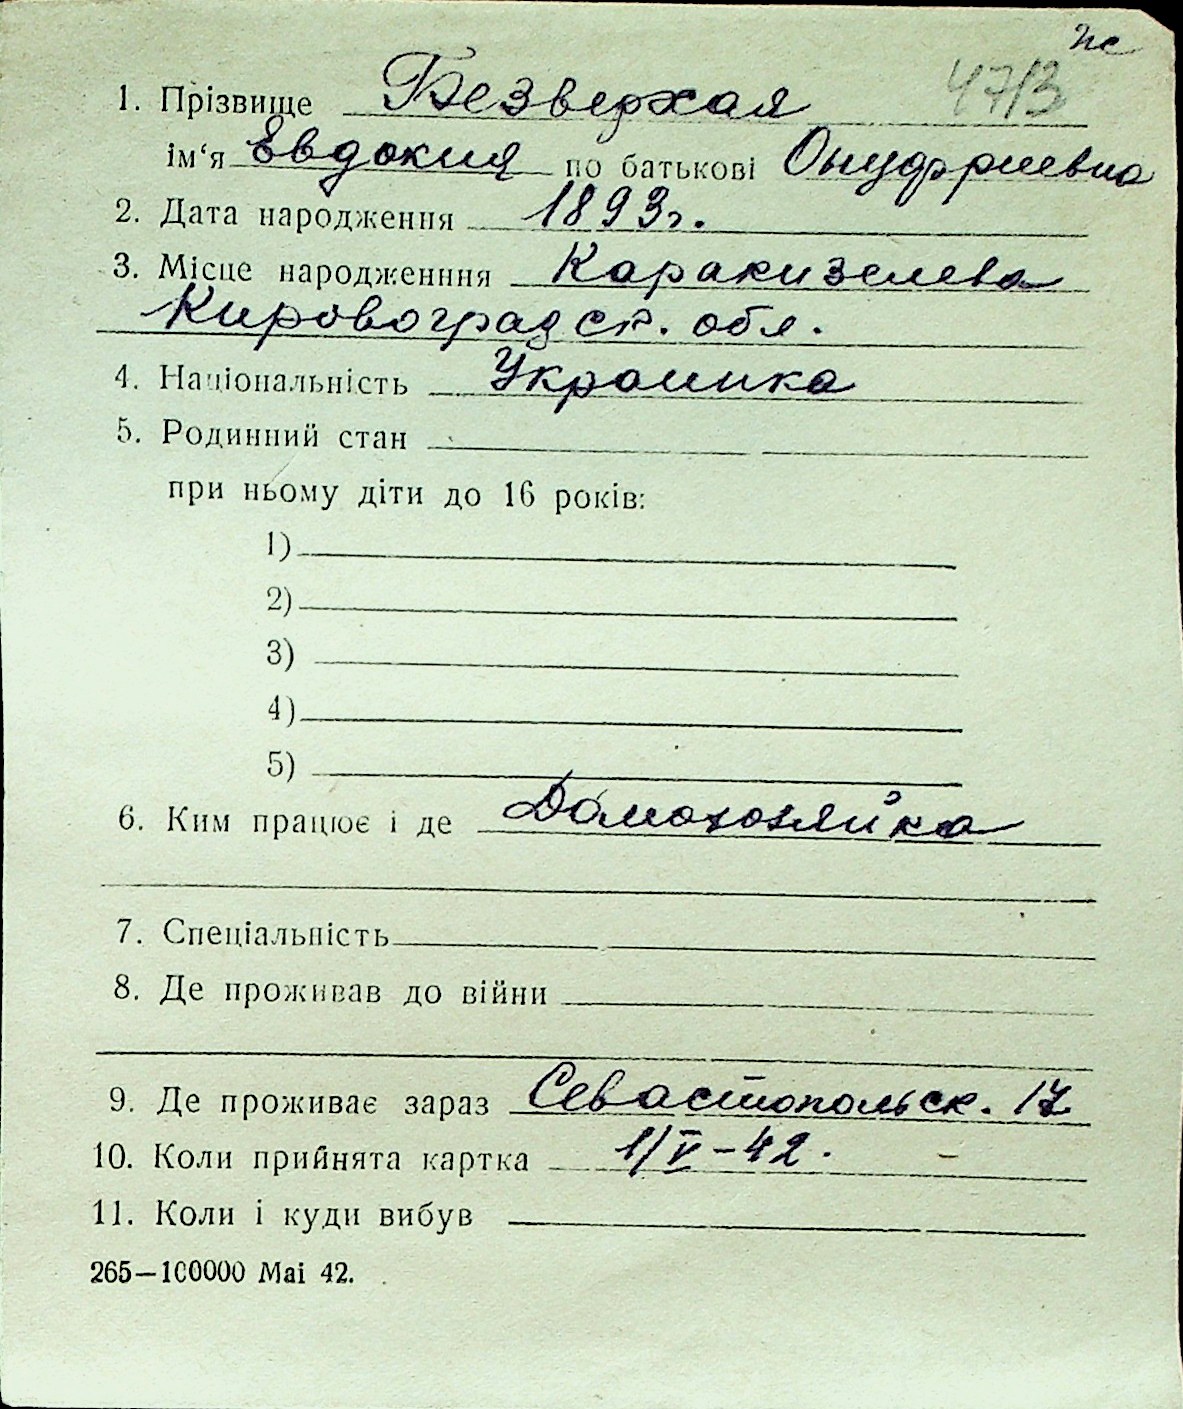 пс
47/3
1. Прізвище Безверхая
ім‘я Евдокия по батькові Онуфриевна
2. Дата народження 1893г.
3. Місце народженння Каракизелева
Кировоградск. обл.
4. Національність Украинка
5. Родинний стан
при ньому діти до 16 років:
1)
2)
3)
4)
5)
6. Ким працює і де Домохозяйка
7. Спеціальність
8. Де проживав до війни
9. Де проживає зараз Севастопольск. 17
10. Коли прийнята картка 1/V-42.
11. Коли і куди вибув
265—100000 Mai 42.